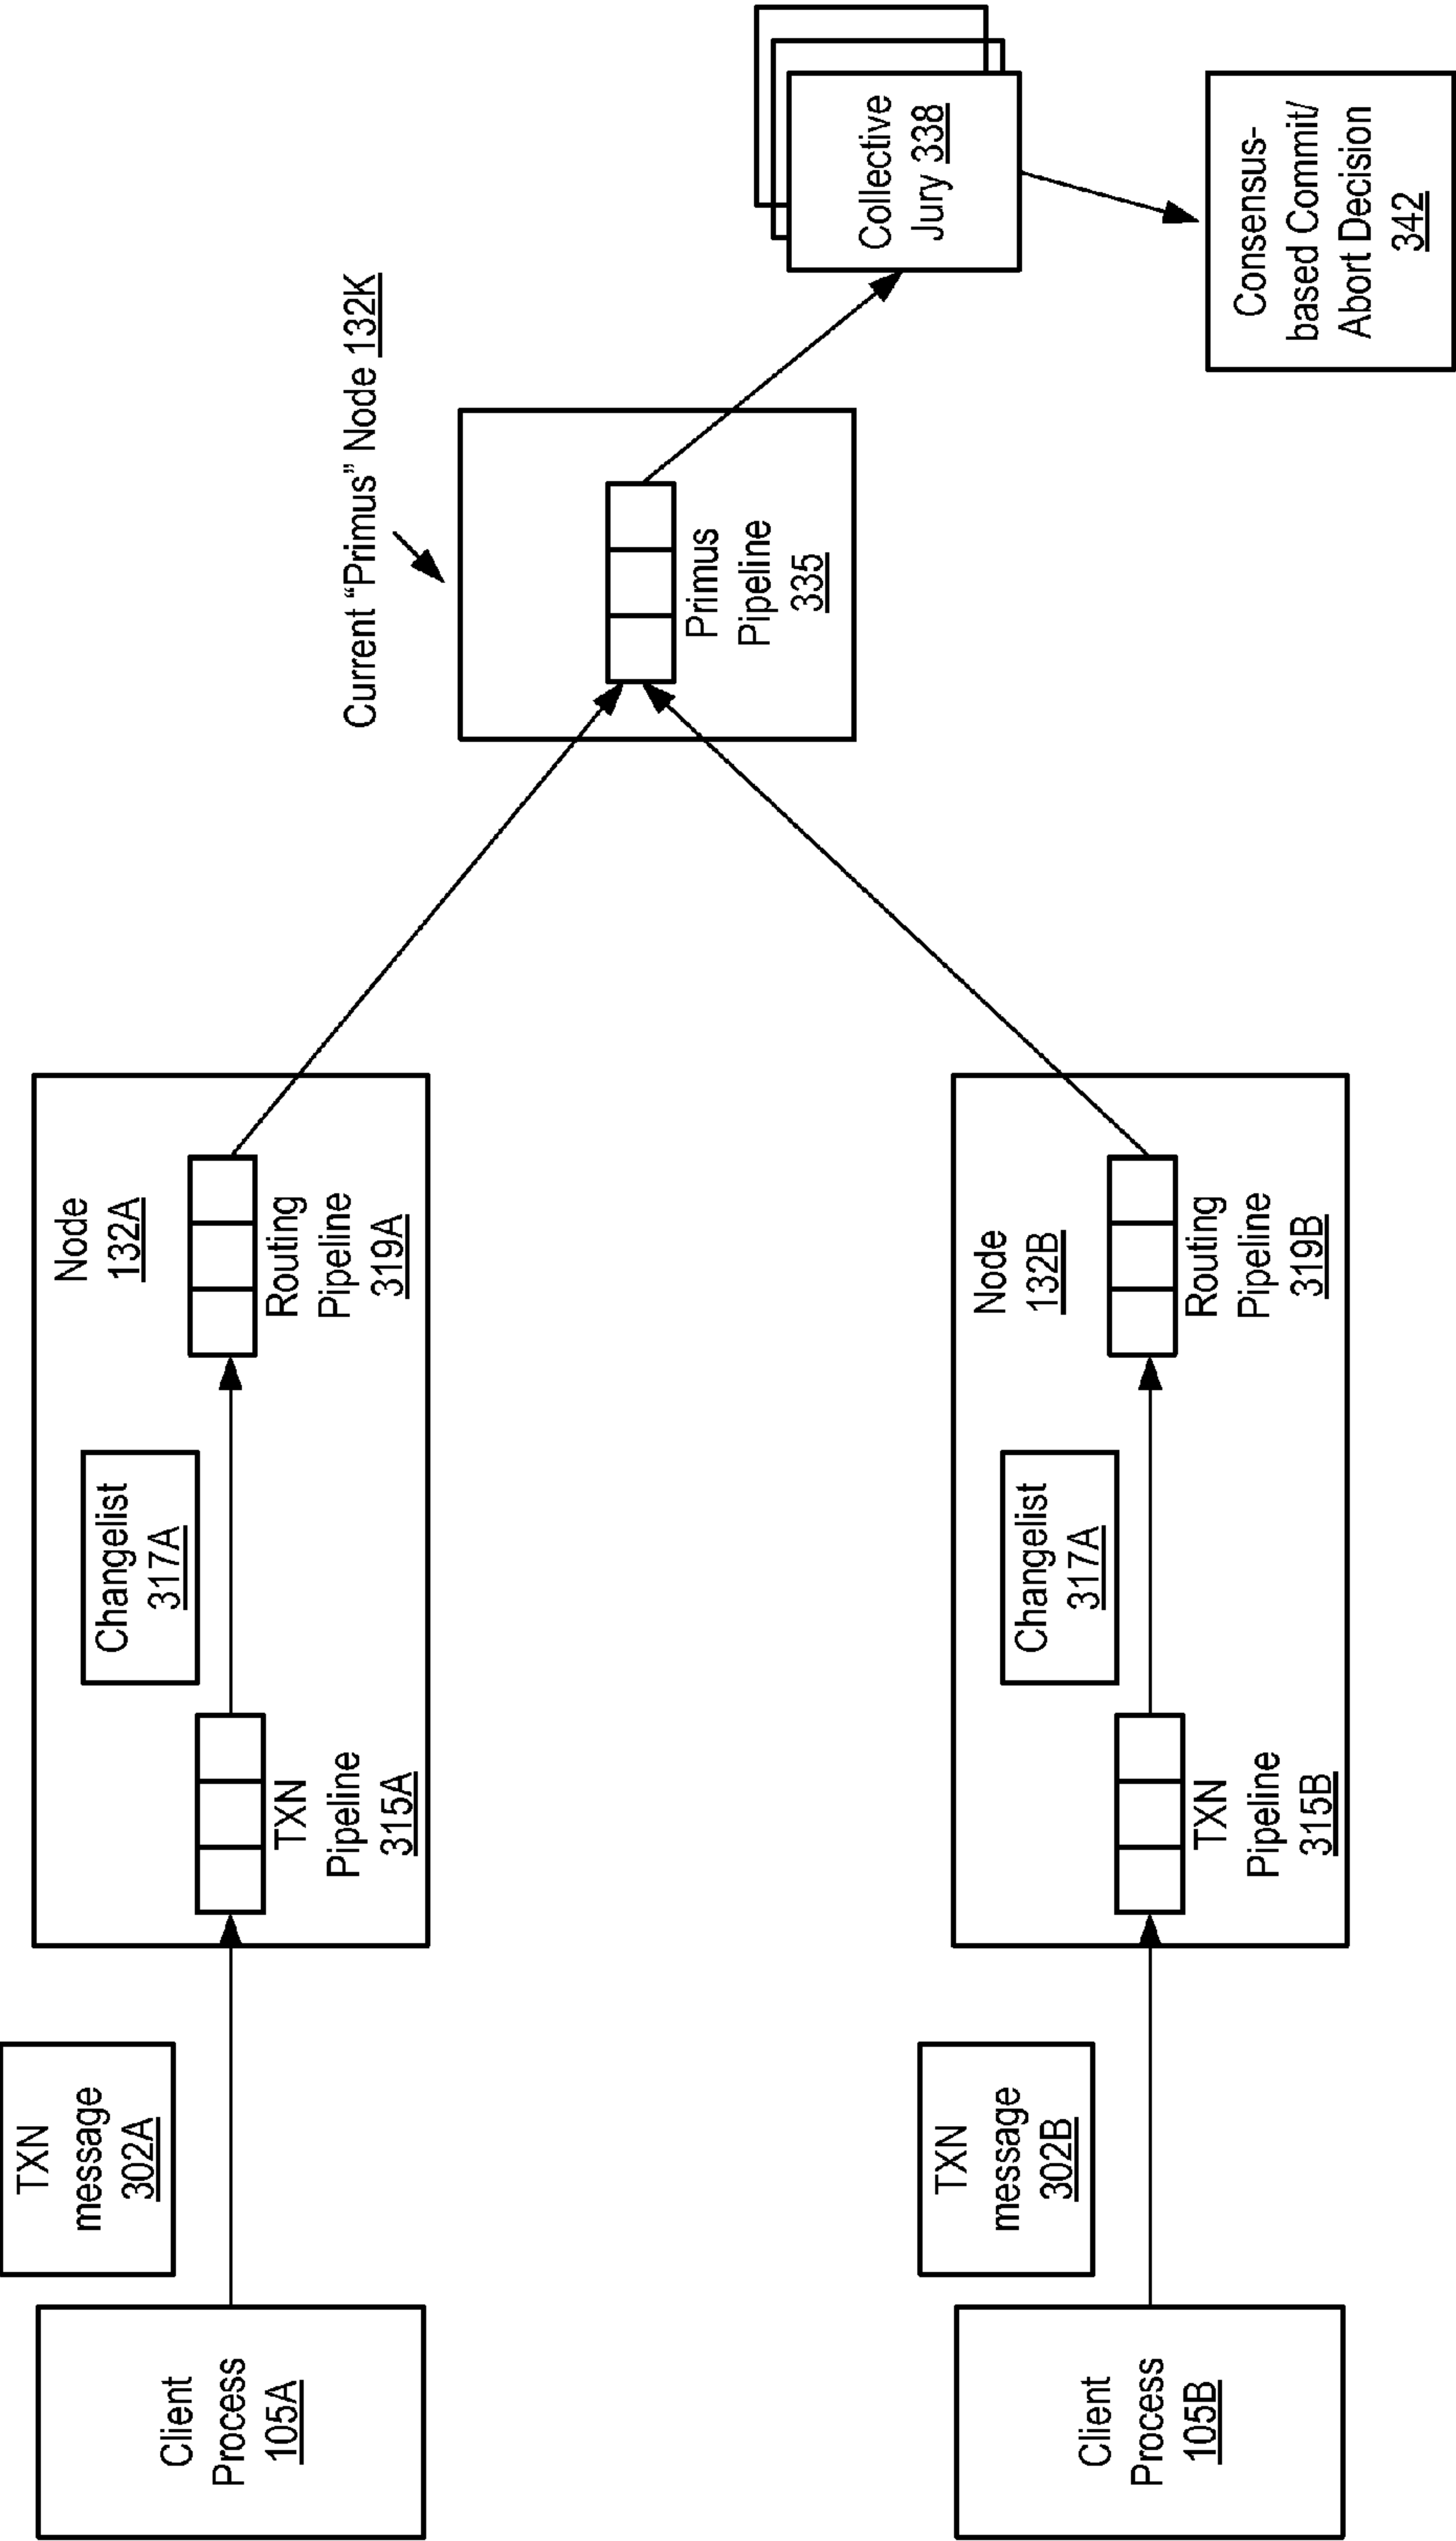 Client
Process
105A
TXN
message
302A
TXN
Pipeline
315A
Changelist
317A
Node
132A
Routing
Pipeline
319A
Client
Process
105B
TXN
message
302B
TXN
Pipeline
315B
Changelist
317A
Node
132B
Routing
Pipeline
319B
Current “Primus” Node 132K
Primus
Pipeline
335
Collective
Jury 338
Consensus-
based Commit/
Abort Decision
342